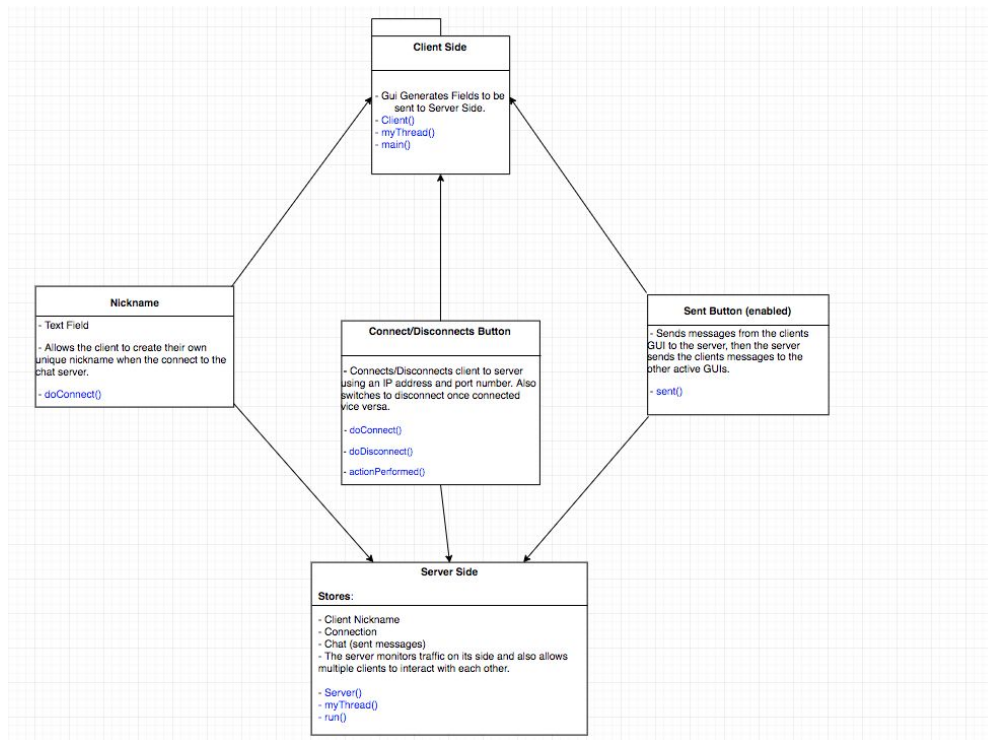 Client Side
- Gui Generates Fields to be
sent to Server Side.
- Client()
- myThread()
- main()
Nickname
- Text Field
- Allows the client to create their own
unique nickname when the connect to the
chat server.
- doConnect()
Connect/Disconnects Button
- Connects/Disconnects client to server
using an IP address and port number. Also
switches to disconnect once connected
vice versa.
- doConnect()
- doDisconnect()
- actionPerformed()
Sent Button (enabled)
- Sends messages from the clients
GUI to the server, then the server
sends the clients messages to the
other active GUIs.
- sent()
Server Side
Stores:
- Client Nickname
- Connection
- Chat (sent messages)
- The server monitors traffic on its side and also allows
multiple clients to interact with each other.
- Server()
- myThread()
- run()